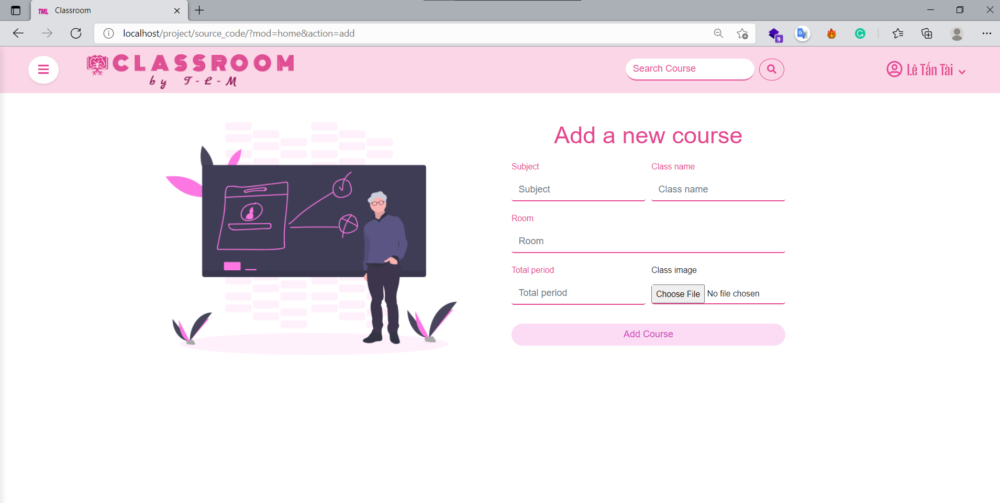 TML Classroom
localhost/project/source_code/?mod=home&action=add
9
CLASSROOM
by T-L-M
Search Course
Lê Tấn Tài
Add a new course
Subject Class name
Subject Class name
Room
Room
Total period Class image
Total period Choose File No file chosen
Add Course